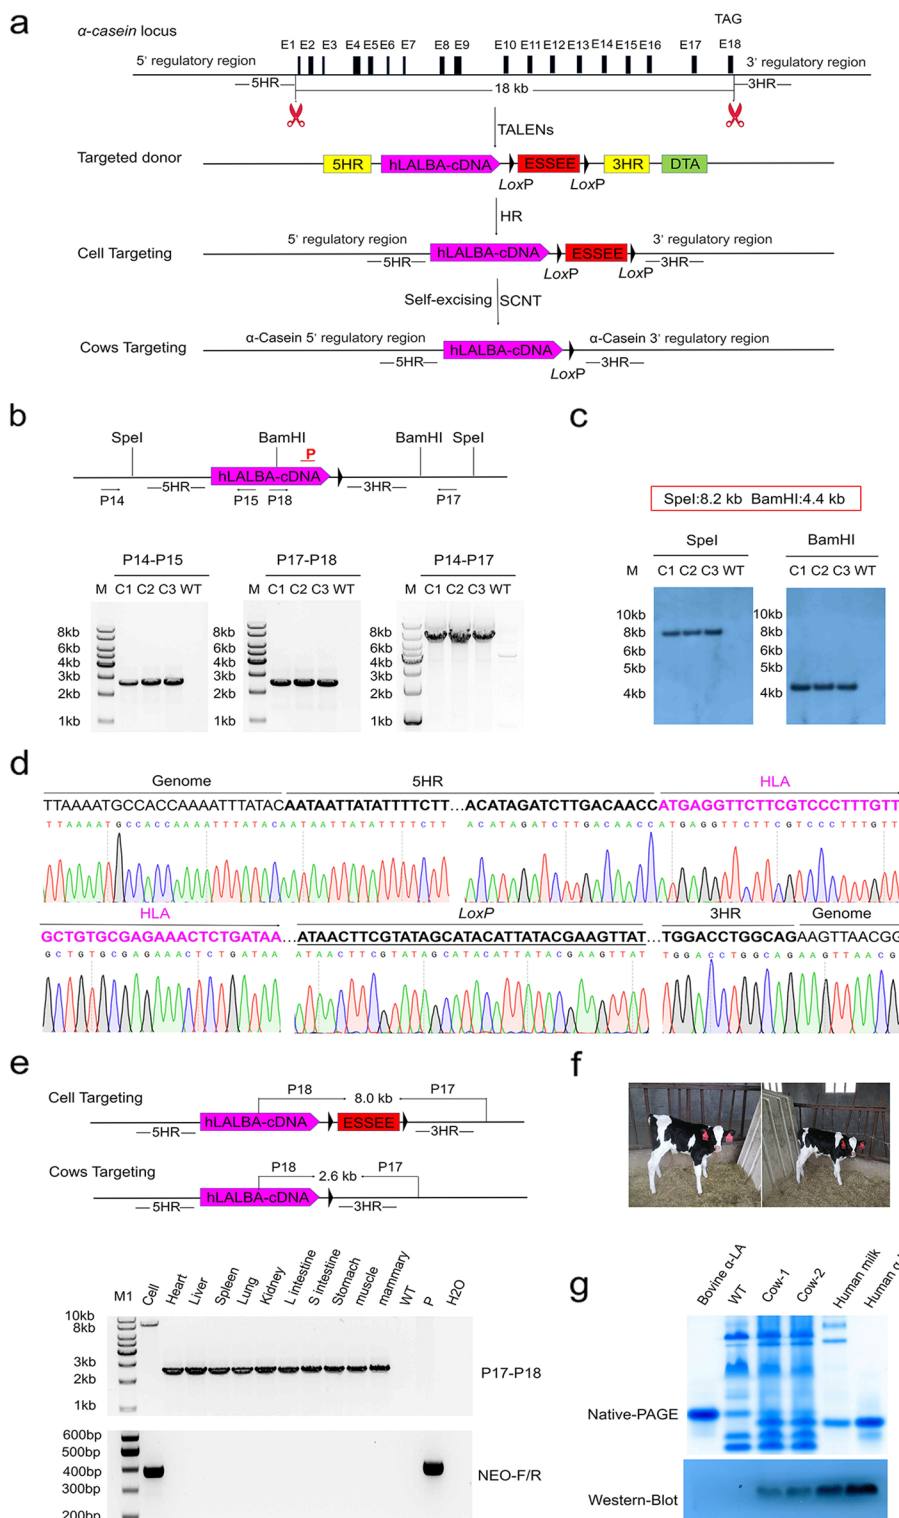 a
α-casein locus
TAG
E1 E2 E3 E4 E5 E6 E7 E8 E9 E10 E11 E12 E13 E14 E15 E16 E17 E18
5' regulatory region
3' regulatory region
5HR
18 kb
3HR
TALENs
Targeted donor
5HR hLALBA-cDNA ESSEE 3HR DTA
LoxP LoxP
HR
5' regulatory region
3' regulatory region
Cell Targeting
hLALBA-cDNA ESSEE
5HR LoxP LoxP 3HR
Self-excising SCNT
α-Casein 5' regulatory region
α-Casein 3' regulatory region
Cows Targeting
hLALBA-cDNA
5HR LoxP 3HR
b
SpeI BamHI BamHI SpeI
P
hLALBA-cDNA
5HR 3HR
P14 P15 P18 P17
P14-P15 P17-P18 P14-P17
M C1 C2 C3 WT M C1 C2 C3 WT M C1 C2 C3 WT
8kb 8kb 8kb
6kb 6kb 6kb
4kb 4kb 4kb
3kb 3kb 3kb
2kb 2kb 2kb
1kb 1kb 1kb
c
SpeI:8.2 kb BamHI:4.4 kb
SpeI BamHI
M C1 C2 C3 WT C1 C2 C3 WT
10kb 10kb
8kb 8kb
6kb 6kb
5kb 5kb
4kb 4kb
d
Genome 5HR HLA
TTAAAATGCCACCAAAATTTATACAATAATTATATTTTCTT...ACATAGATCTTGACAACCATGAGGTTCTTCGTCCCTTTGTT
TTAAAATGCCACCAAAATTTATACAATAATTATATTTTCTT ACATAGATCTTGACAACCATGAGGTTCTTCGTCCCTTTGTT
HLA LoxP 3HR Genome
GCTGTGCGAGAAACTCTGATAA...ATAACTTCGTATAGCATACATTATACGAAGTTAT...TGGACCTGGCAGAAGTTAACGG
GCTGTGCGAGAAACTCTGATAA ATAACTTCGTATAGCATACATTATACGAAGTTAT TGGACCTGGCAGAAGTTAACG
e
Cell Targeting
P18 8.0 kb P17
hLALBA-cDNA ESSEE
5HR 3HR
Cows Targeting
P18 2.6 kb P17
hLALBA-cDNA
5HR 3HR
M1 Cell Heart Liver Spleen Lung Kidney L intestine S intestine Stomach muscle mammary WT P H2O
10kb
8kb
3kb
2kb
1kb
P17-P18
600bp
500bp
400bp
300bp
200bp
NEO-F/R
f
g
Bovine α-LA WT Cow-1 Cow-2 Human milk Human
Native-PAGE
Western-Blot